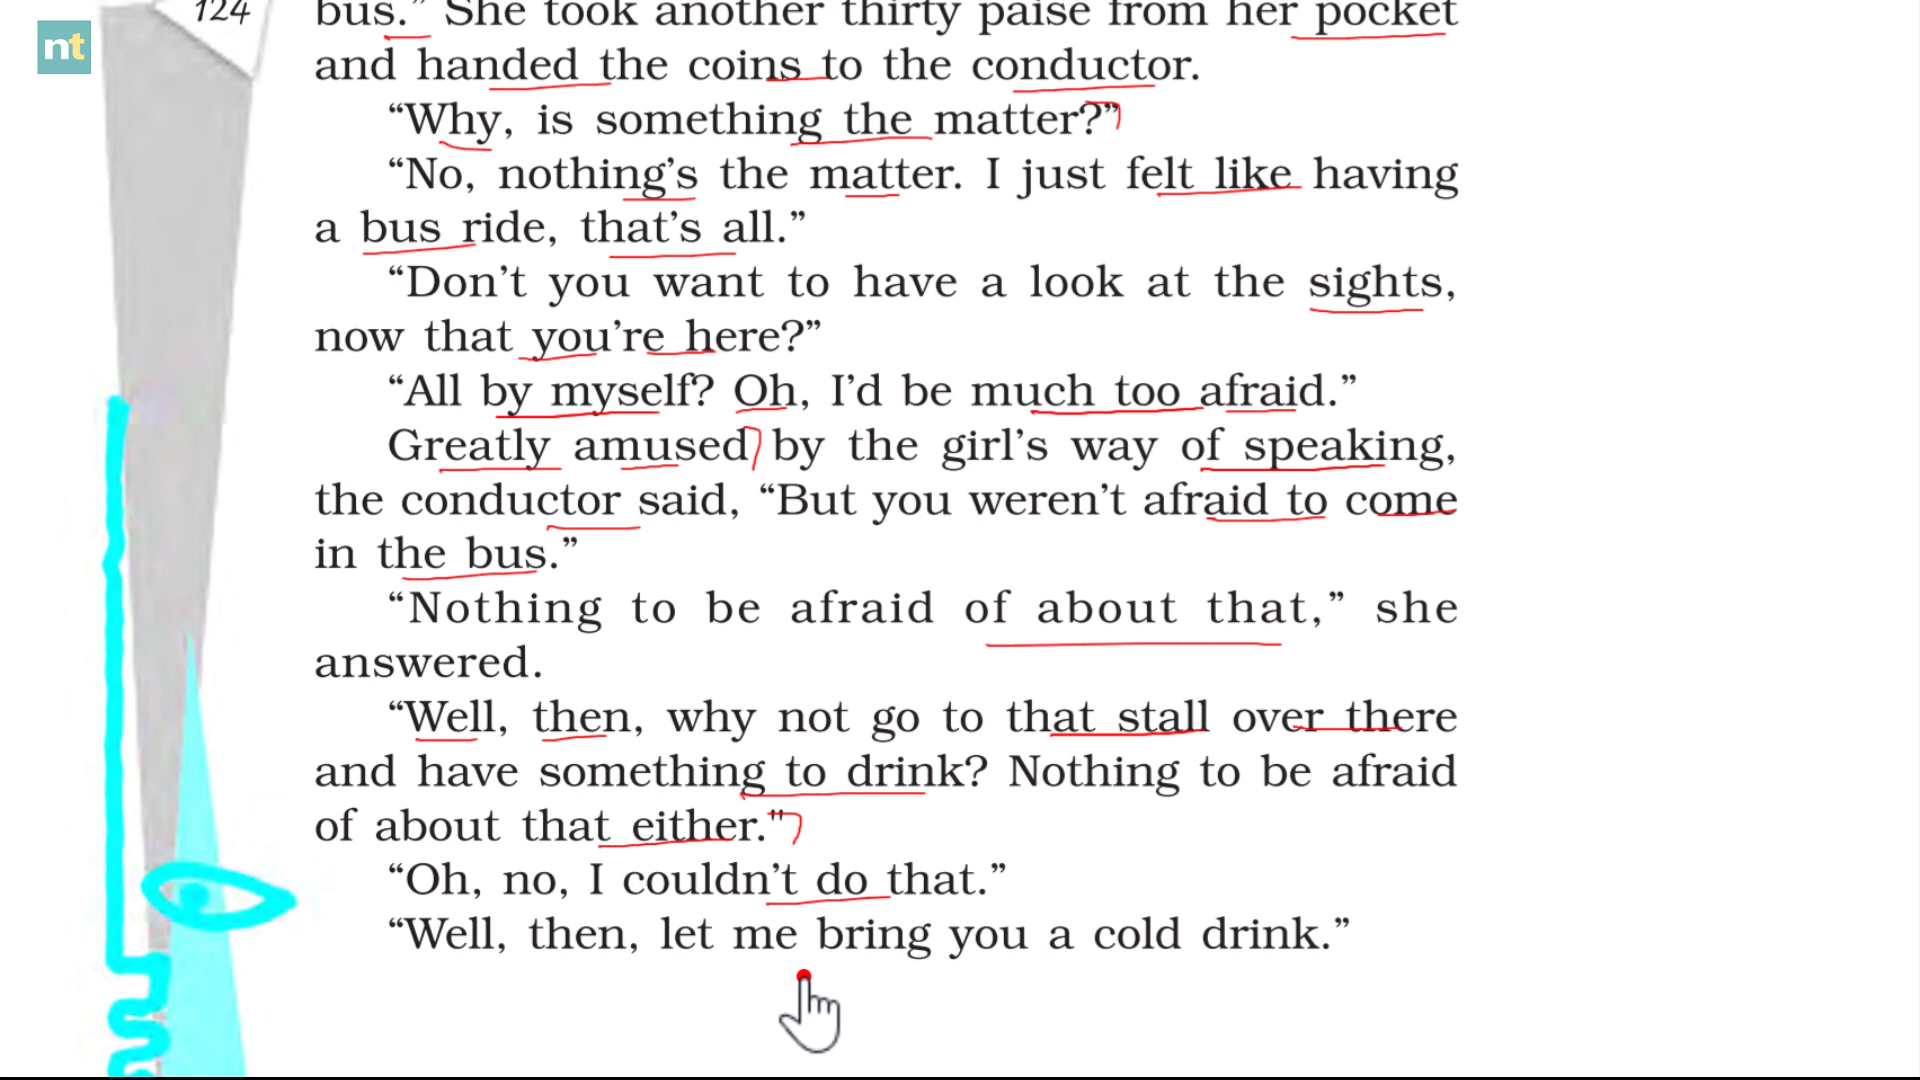 124
nt
bus.” She took another thirty paise from her pocket
and handed the coins to the conductor.
“Why, is something the matter?”
“No, nothing’s the matter. I just felt like having
a bus ride, that’s all.”
“Don’t you want to have a look at the sights,
now that you’re here?”
“All by myself? Oh, I’d be much too afraid.”
Greatly amused by the girl’s way of speaking,
the conductor said, “But you weren’t afraid to come
in the bus.”
“Nothing to be afraid of about that,” she
answered.
“Well, then, why not go to that stall over there
and have something to drink? Nothing to be afraid
of about that either."
“Oh, no, I couldn’t do that.”
“Well, then, let me bring you a cold drink.”